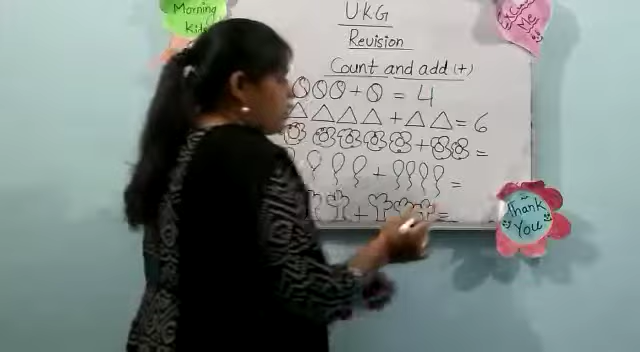 Morning
Kids
UKG
Revision
Count and add (+)
+ = 4
+ = 6
+ =
+ =
+ =
Thank
You